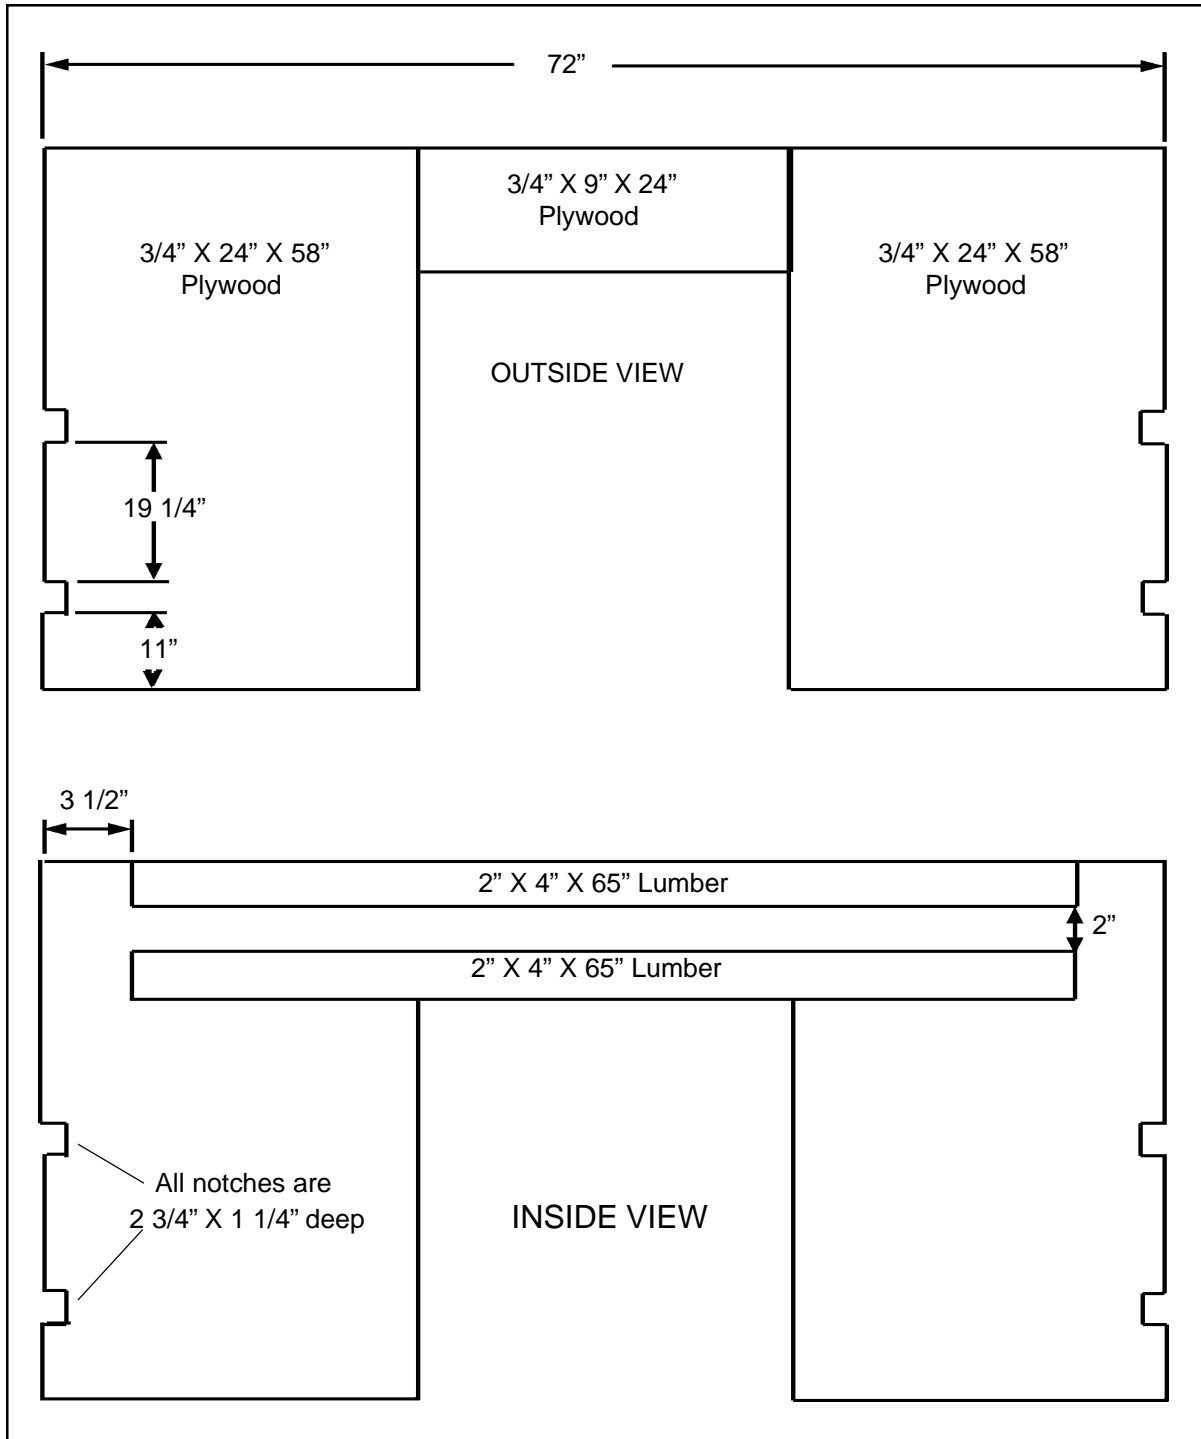 72”
3/4” X 9” X 24”
Plywood
3/4” X 24” X 58”
Plywood
3/4” X 24” X 58”
Plywood
OUTSIDE VIEW
19 1/4”
11”
3 1/2”
2” X 4” X 65” Lumber
2”
2” X 4” X 65” Lumber
All notches are
2 3/4” X 1 1/4” deep
INSIDE VIEW